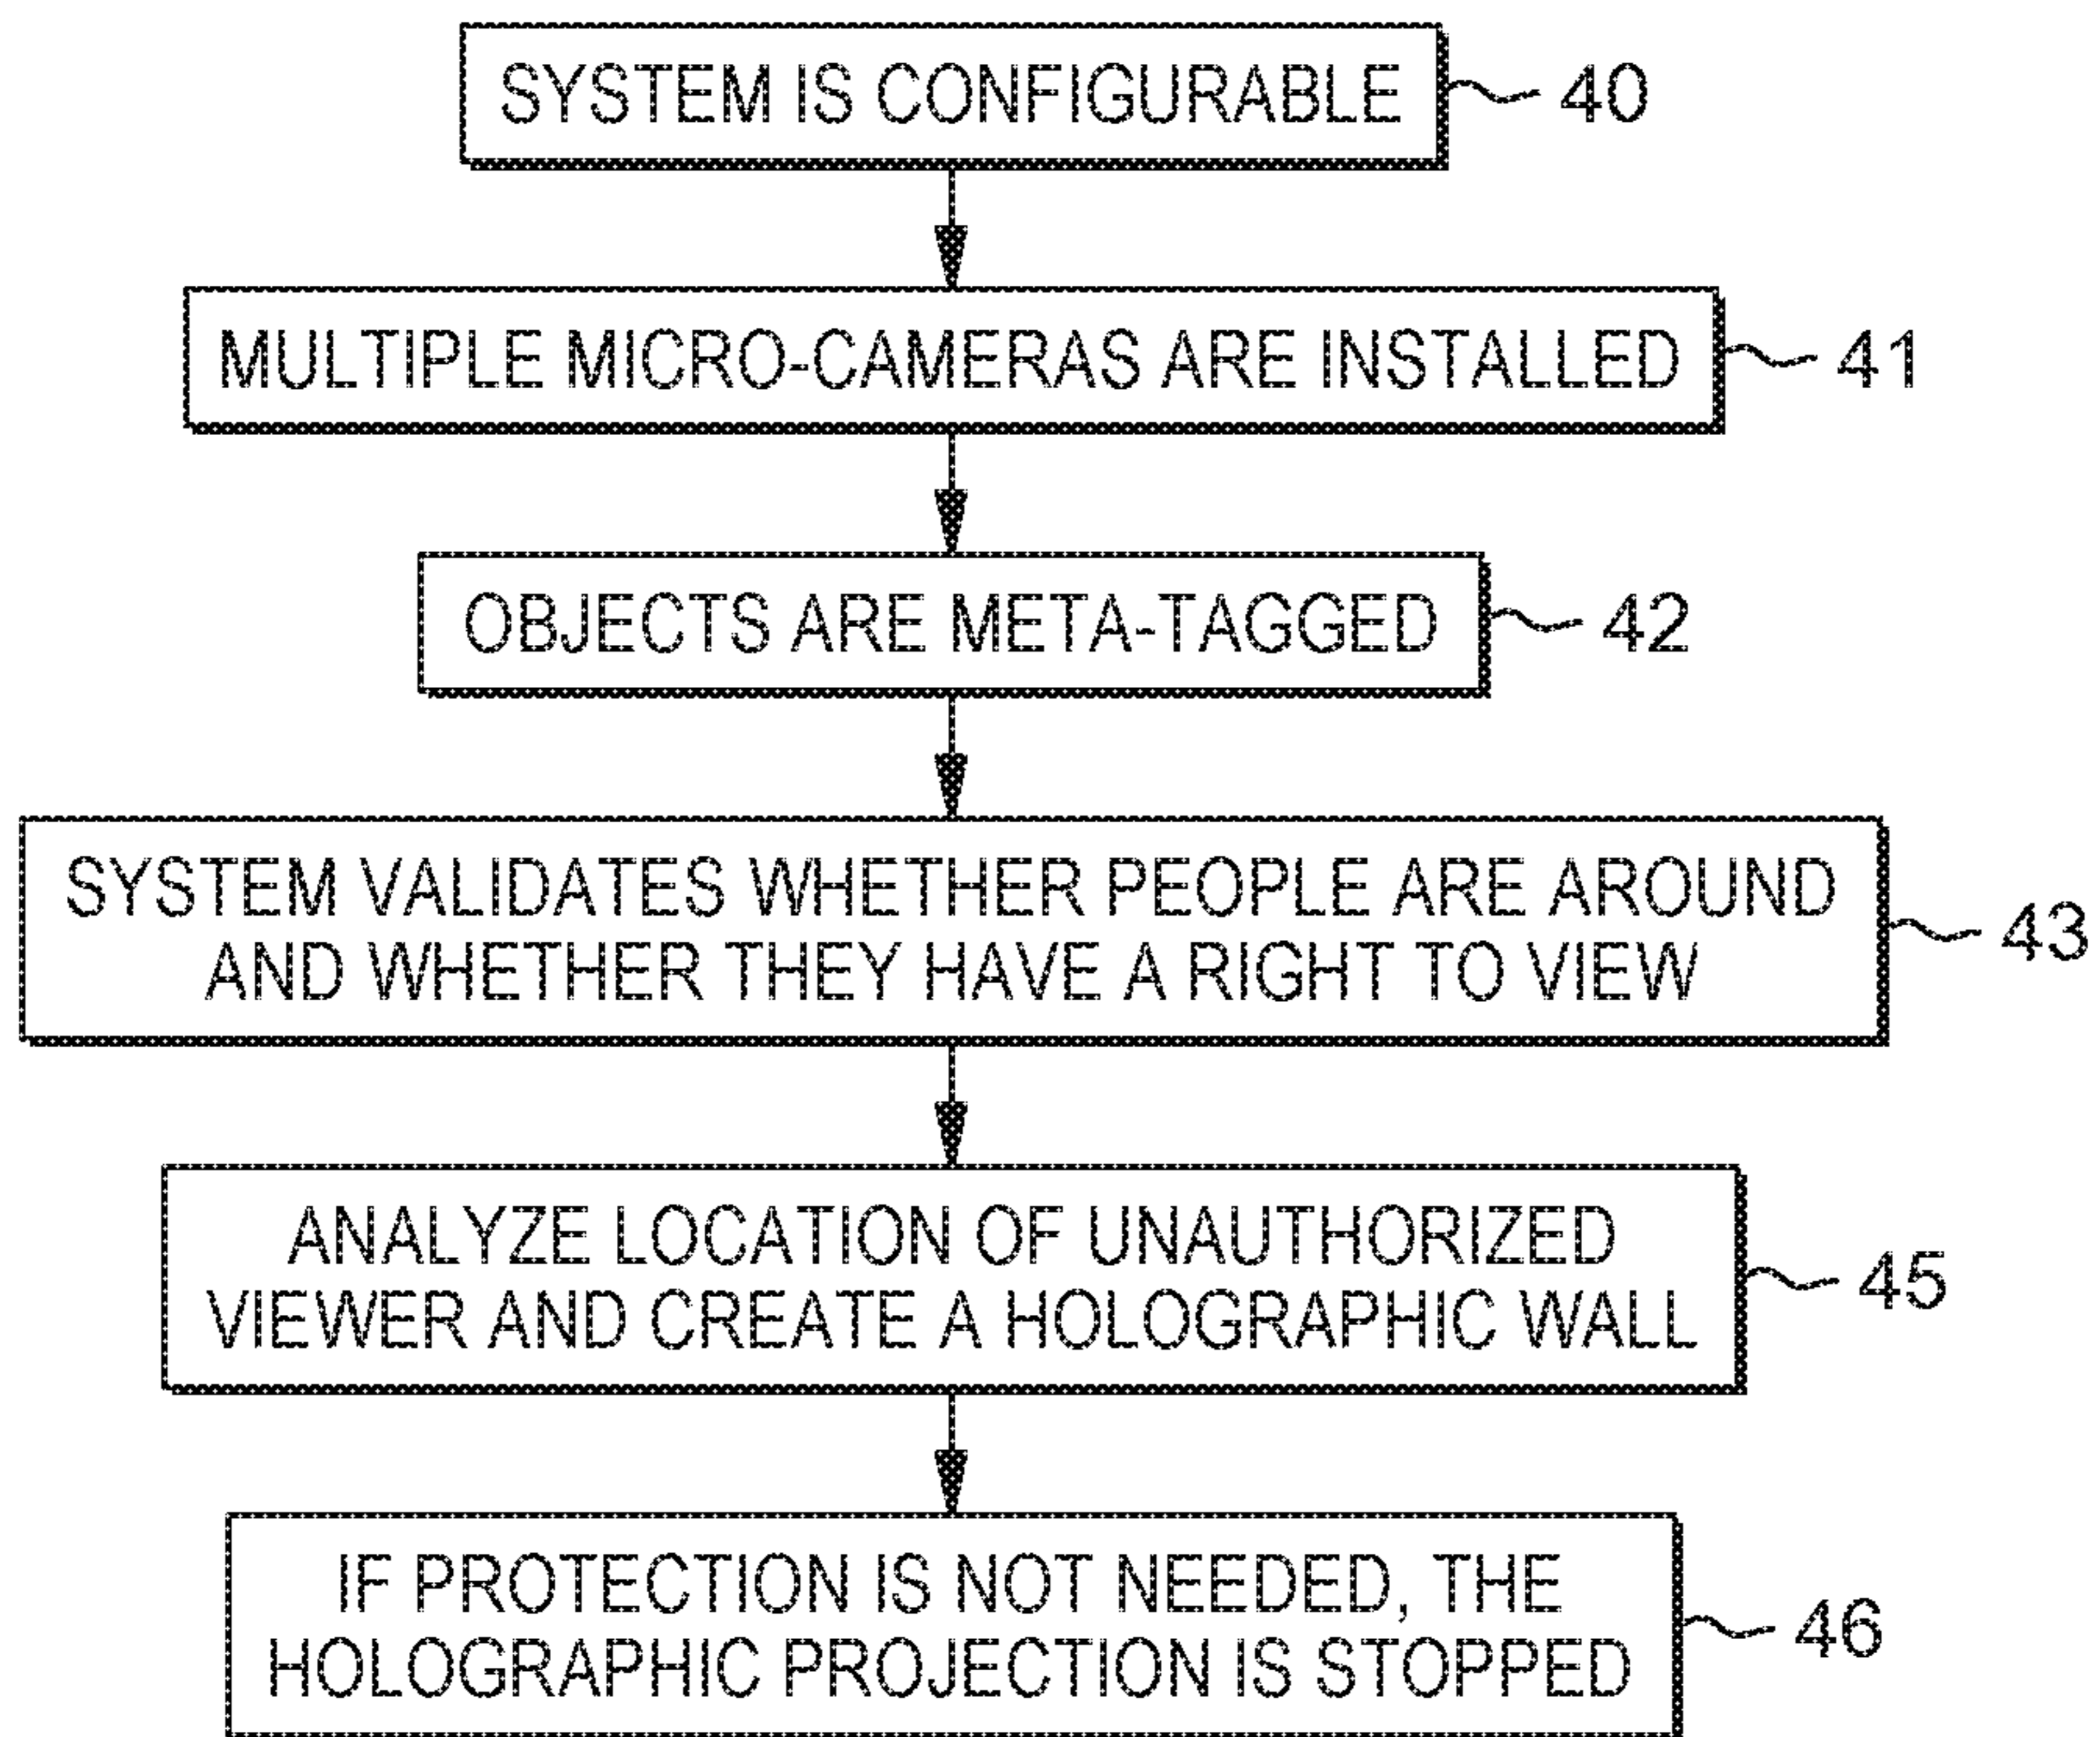 SYSTEM IS CONFIGURABLE
40
MULTIPLE MICRO-CAMERAS ARE INSTALLED
41
OBJECTS ARE META-TAGGED
42
SYSTEM VALIDATES WHETHER PEOPLE ARE AROUND
AND WHETHER THEY HAVE A RIGHT TO VIEW
43
ANALYZE LOCATION OF UNAUTHORIZED
VIEWER AND CREATE A HOLOGRAPHIC WALL
45
IF PROTECTION IS NOT NEEDED, THE
HOLOGRAPHIC PROJECTION IS STOPPED
46